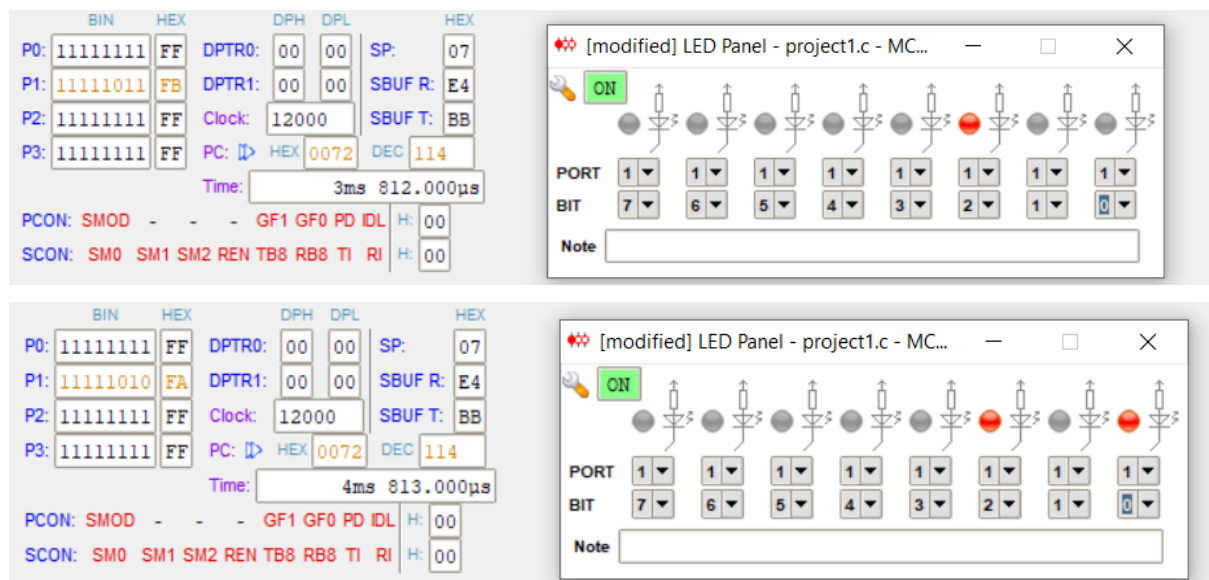 BIN HEX DPH DPL HEX
P0: 11111111 FF DPTR0: 00 00 SP: 07
P1: 11111011 FB DPTR1: 00 00 SBUF R: E4
P2: 11111111 FF Clock: 12000 SBUF T: BB
P3: 11111111 FF PC: HEX 0072 DEC 114
Time: 3ms 812.000µs
PCON: SMOD - - - GF1 GF0 PD IDL H: 00
SCON: SM0 SM1 SM2 REN TB8 RB8 TI RI H: 00
[modified] LED Panel - project1.c - MC...
ON
PORT 1 1 1 1 1 1 1 1
BIT 7 6 5 4 3 2 1 0
Note
BIN HEX DPH DPL HEX
P0: 11111111 FF DPTR0: 00 00 SP: 07
P1: 11111010 FA DPTR1: 00 00 SBUF R: E4
P2: 11111111 FF Clock: 12000 SBUF T: BB
P3: 11111111 FF PC: HEX 0072 DEC 114
Time: 4ms 813.000µs
PCON: SMOD - - - GF1 GF0 PD IDL H: 00
SCON: SM0 SM1 SM2 REN TB8 RB8 TI RI H: 00
[modified] LED Panel - project1.c - MC...
ON
PORT 1 1 1 1 1 1 1 1
BIT 7 6 5 4 3 2 1 0
Note